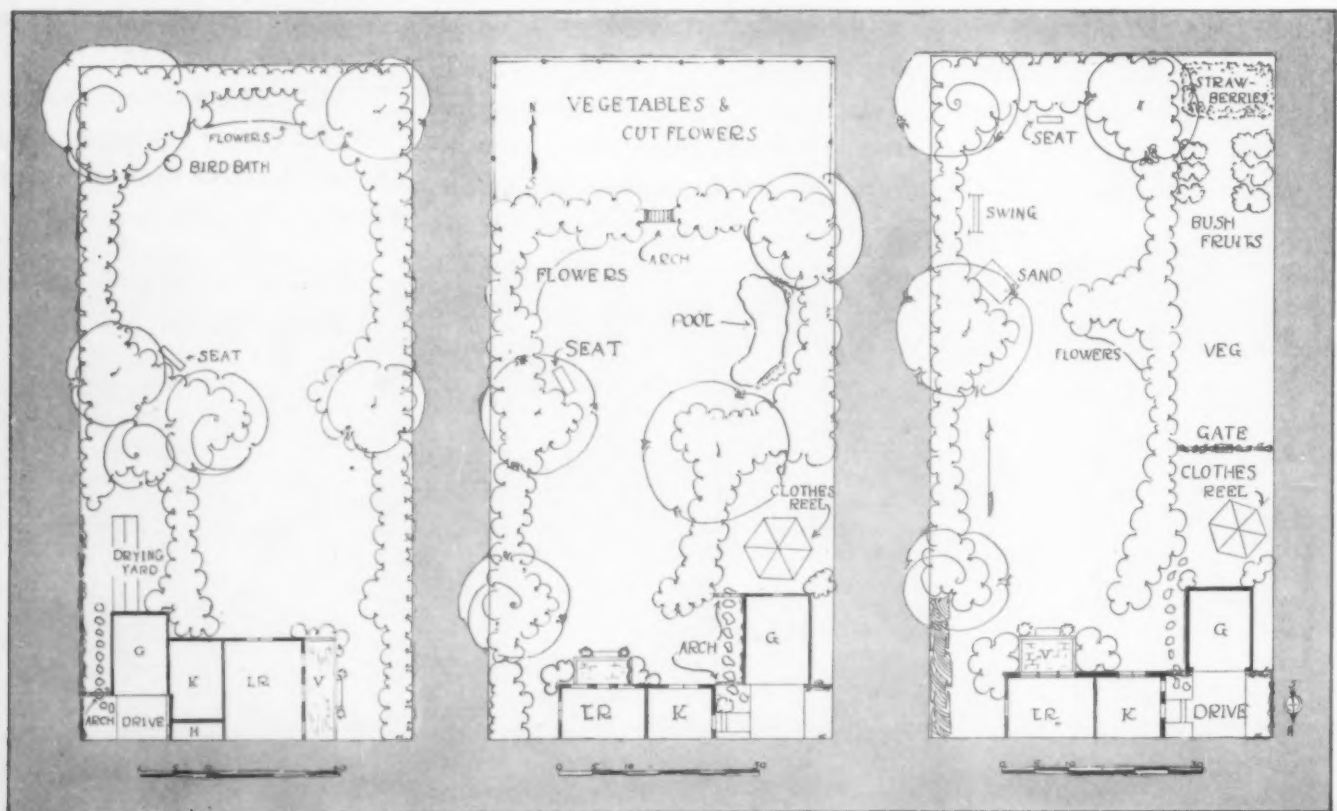 FLOWERS
BIRD BATH
SEAT
DRYING
YARD
G
K
LR
V
ARCH
DRIVE
H
VEGETABLES &
CUT FLOWERS
N
S
ARCH
FLOWERS
POOL
SEAT
CLOTHES
REEL
ARCH
G
LR
K
STRAW-
BERRIES
SEAT
SWING
BUSH
FRUITS
SAND
FLOWERS
VEG
GATE
CLOTHES
REEL
G
V
LR
K
DRIVE